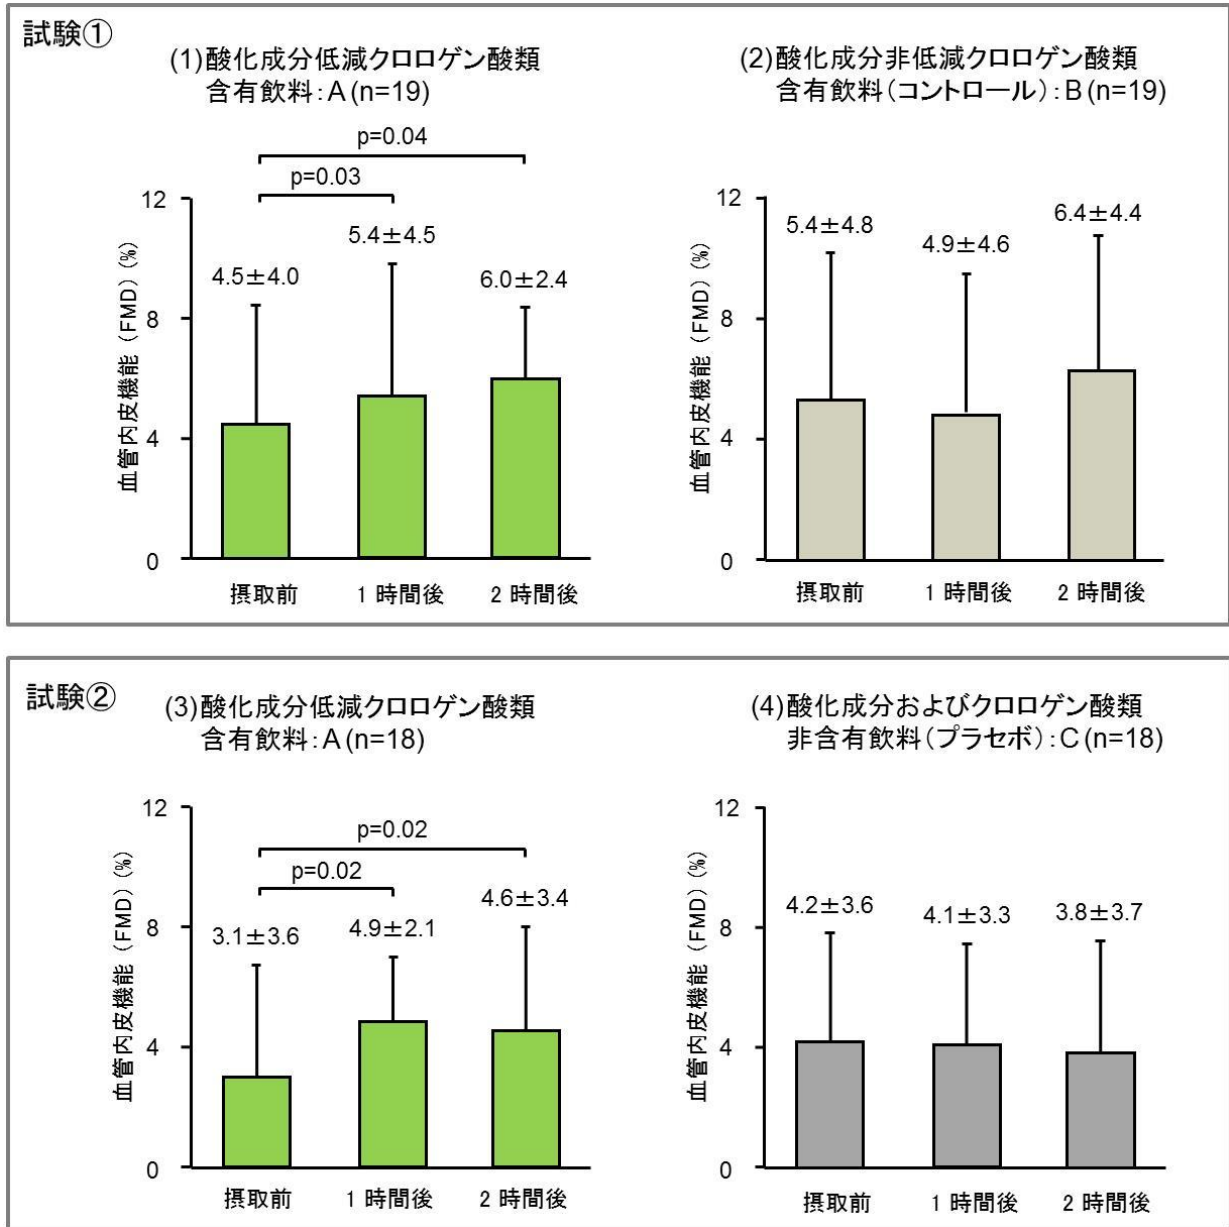 試験①
(1)酸化成分低減クロロゲン酸類
含有飲料:A(n=19)
p=0.04
p=0.03
血管内皮機能 (FMD) (%)
12
8
4
0
4.5±4.0
5.4±4.5
6.0±2.4
摂取前
1 時間後
2 時間後
(2)酸化成分非低減クロロゲン酸類
含有飲料(コントロール):B(n=19)
血管内皮機能 (FMD) (%)
12
8
4
0
5.4±4.8
4.9±4.6
6.4±4.4
摂取前
1 時間後
2 時間後
試験②
(3)酸化成分低減クロロゲン酸類
含有飲料:A(n=18)
p=0.02
p=0.02
血管内皮機能 (FMD) (%)
12
8
4
0
3.1±3.6
4.9±2.1
4.6±3.4
摂取前
1 時間後
2 時間後
(4)酸化成分およびクロロゲン酸類
非含有飲料(プラセボ):C(n=18)
血管内皮機能 (FMD) (%)
12
8
4
0
4.2±3.6
4.1±3.3
3.8±3.7
摂取前
1 時間後
2 時間後